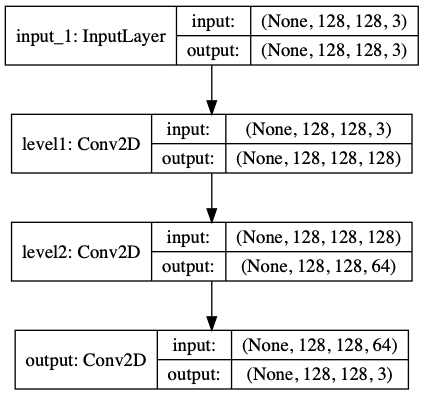 input_1: InputLayer
input: (None, 128, 128, 3)
output: (None, 128, 128, 3)
level1: Conv2D
input: (None, 128, 128, 3)
output: (None, 128, 128, 128)
level2: Conv2D
input: (None, 128, 128, 128)
output: (None, 128, 128, 64)
output: Conv2D
input: (None, 128, 128, 64)
output: (None, 128, 128, 3)